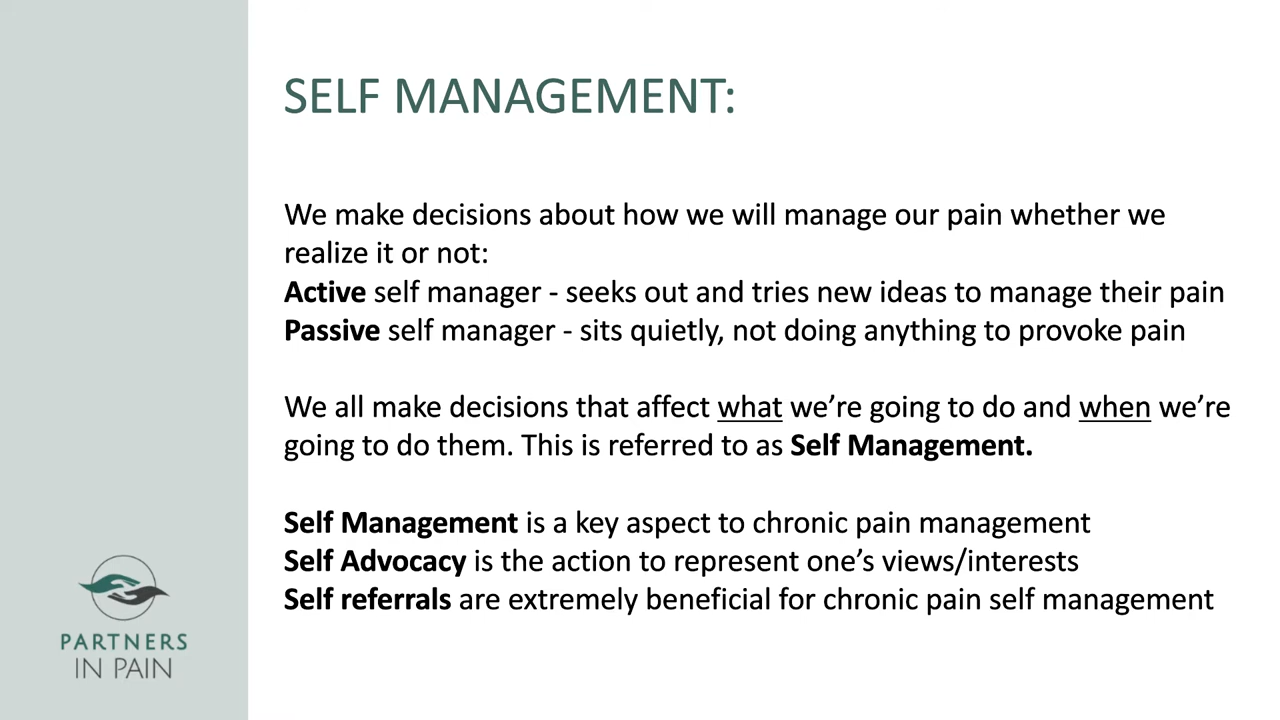 SELF MANAGEMENT:
We make decisions about how we will manage our pain whether we
realize it or not:
Active self manager - seeks out and tries new ideas to manage their pain
Passive self manager - sits quietly, not doing anything to provoke pain
We all make decisions that affect what we’re going to do and when we’re
going to do them. This is referred to as Self Management.
Self Management is a key aspect to chronic pain management
Self Advocacy is the action to represent one’s views/interests
Self referrals are extremely beneficial for chronic pain self management
PARTNERS
IN PAIN